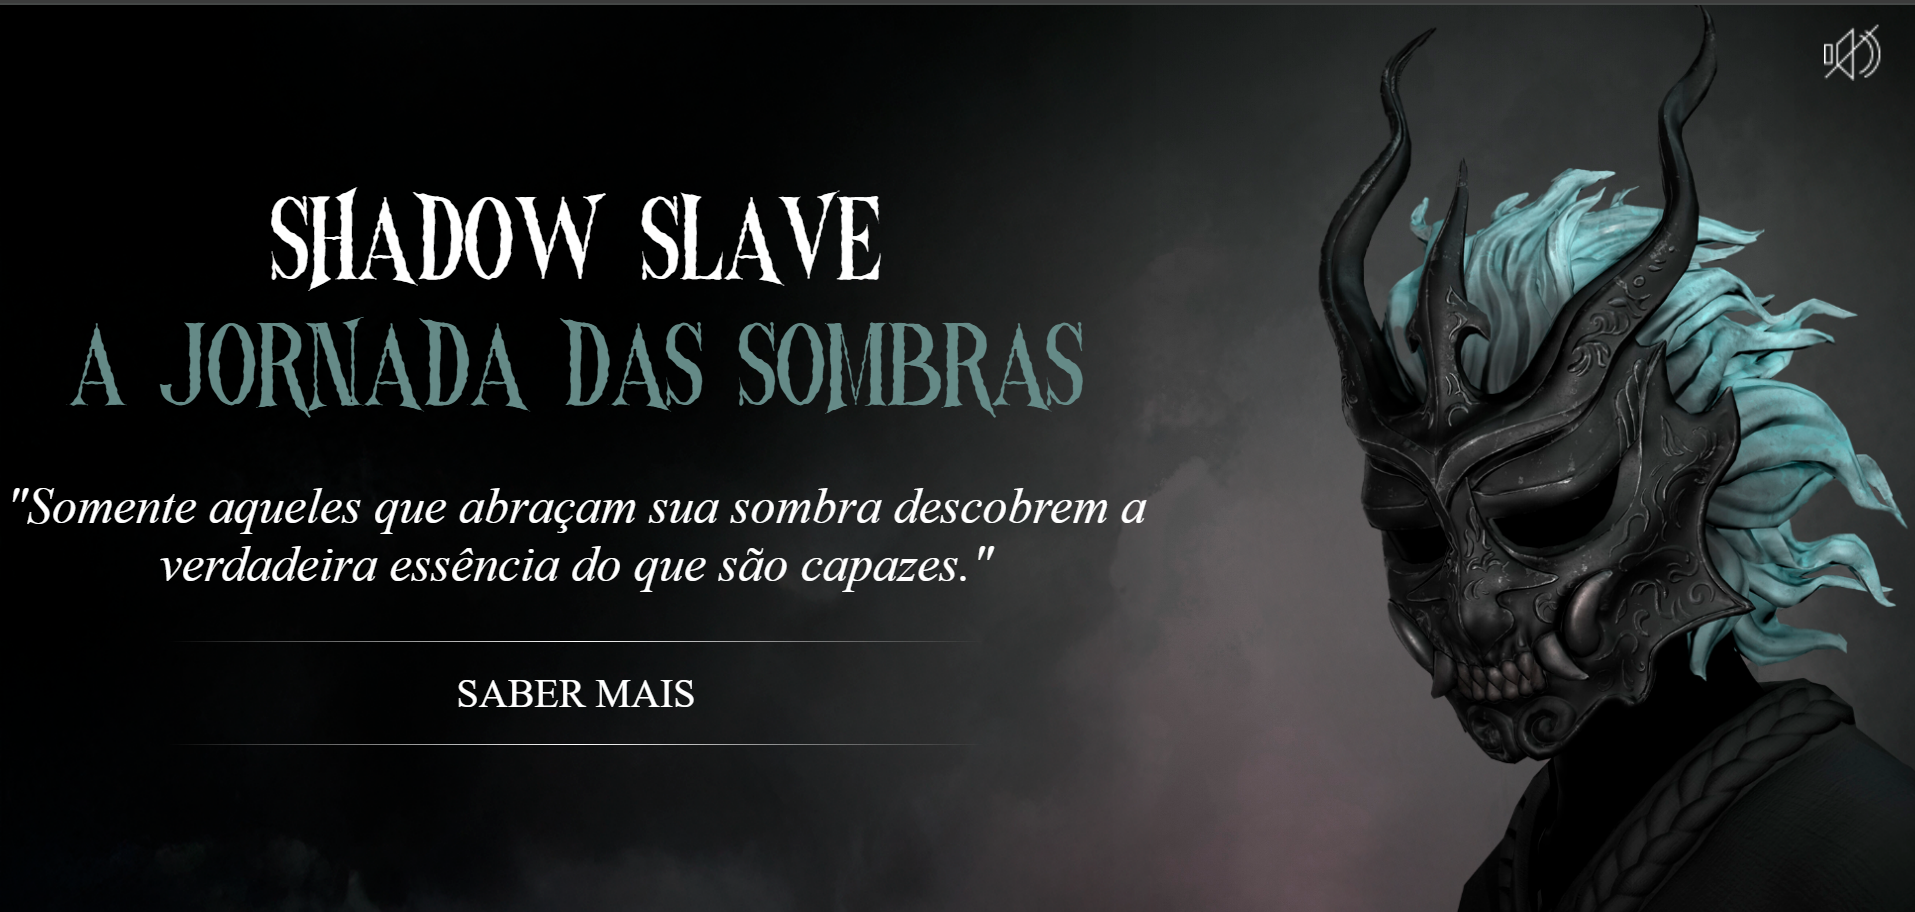 SHADOW SLAVE
A JORNADA DAS SOMBRAS
"Somente aqueles que abraçam sua sombra descobrem a
verdadeira essência do que são capazes."
SABER MAIS